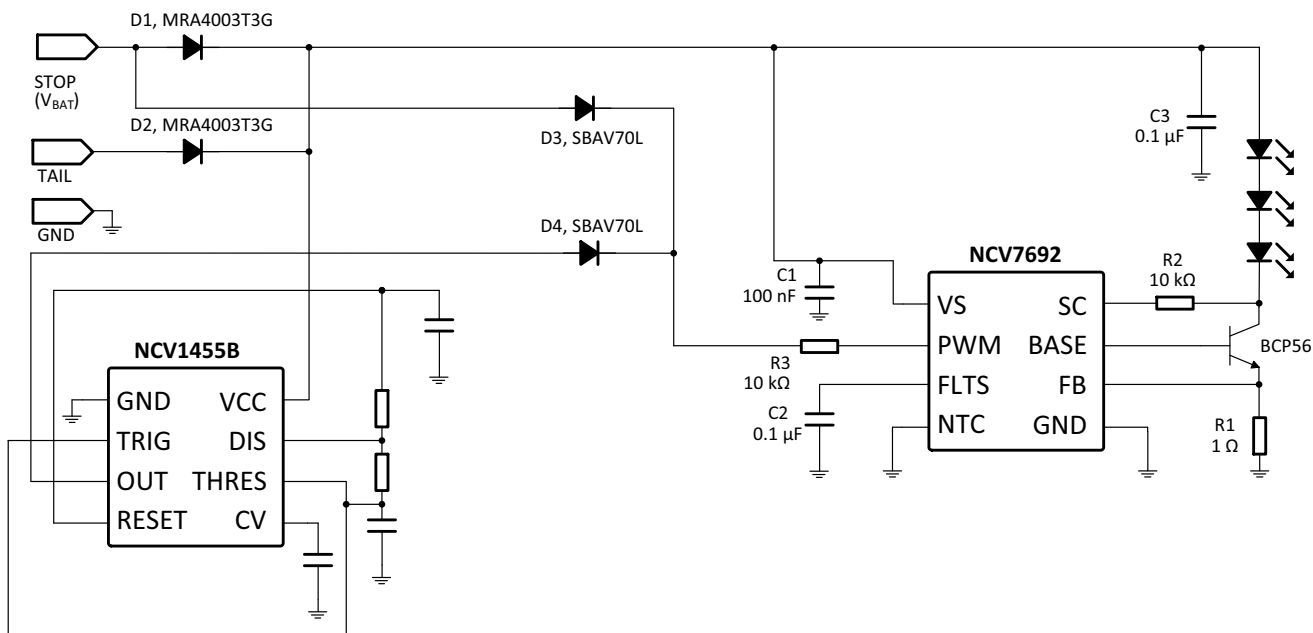 D1, MRA4003T3G
STOP
(VBAT)
D2, MRA4003T3G
TAIL
GND
D3, SBAV70L
D4, SBAV70L
C3
0.1 µF
C1
100 nF
R3
10 kΩ
C2
0.1 µF
NCV7692
VS SC
PWM BASE
FLTS FB
NTC GND
R2
10 kΩ
BCP56
R1
1 Ω
NCV1455B
GND VCC
TRIG DIS
OUT THRES
RESET CV